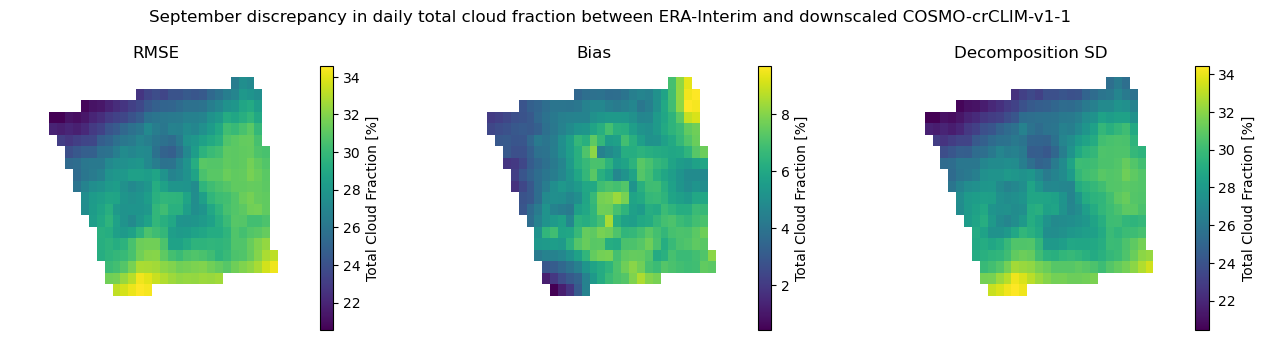 September discrepancy in daily total cloud fraction between ERA-Interim and downscaled COSMO-crCLIM-v1-1
RMSE
34
32
30
28
26
24
22
Total Cloud Fraction [%]
Bias
8
6
4
2
Total Cloud Fraction [%]
Decomposition SD
34
32
30
28
26
24
22
Total Cloud Fraction [%]